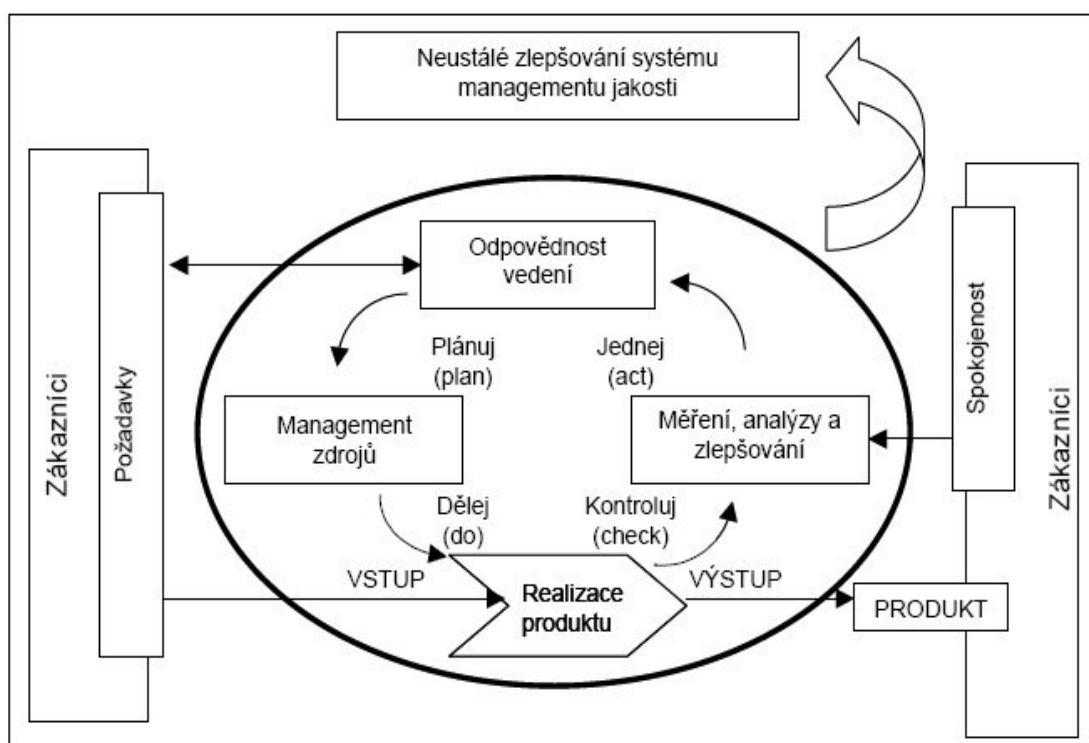 Neustálé zlepšování systému
managementu jakosti
Zákazníci
Požadavky
Odpovědnost
vedení
Plánuj
(plan)
Jednej
(act)
Management
zdrojů
Měření, analýzy a
zlepšování
Spokojenost
Zákazníci
Dělej
(do)
Kontroluj
(check)
VSTUP
Realizace
produktu
VÝSTUP
PRODUKT